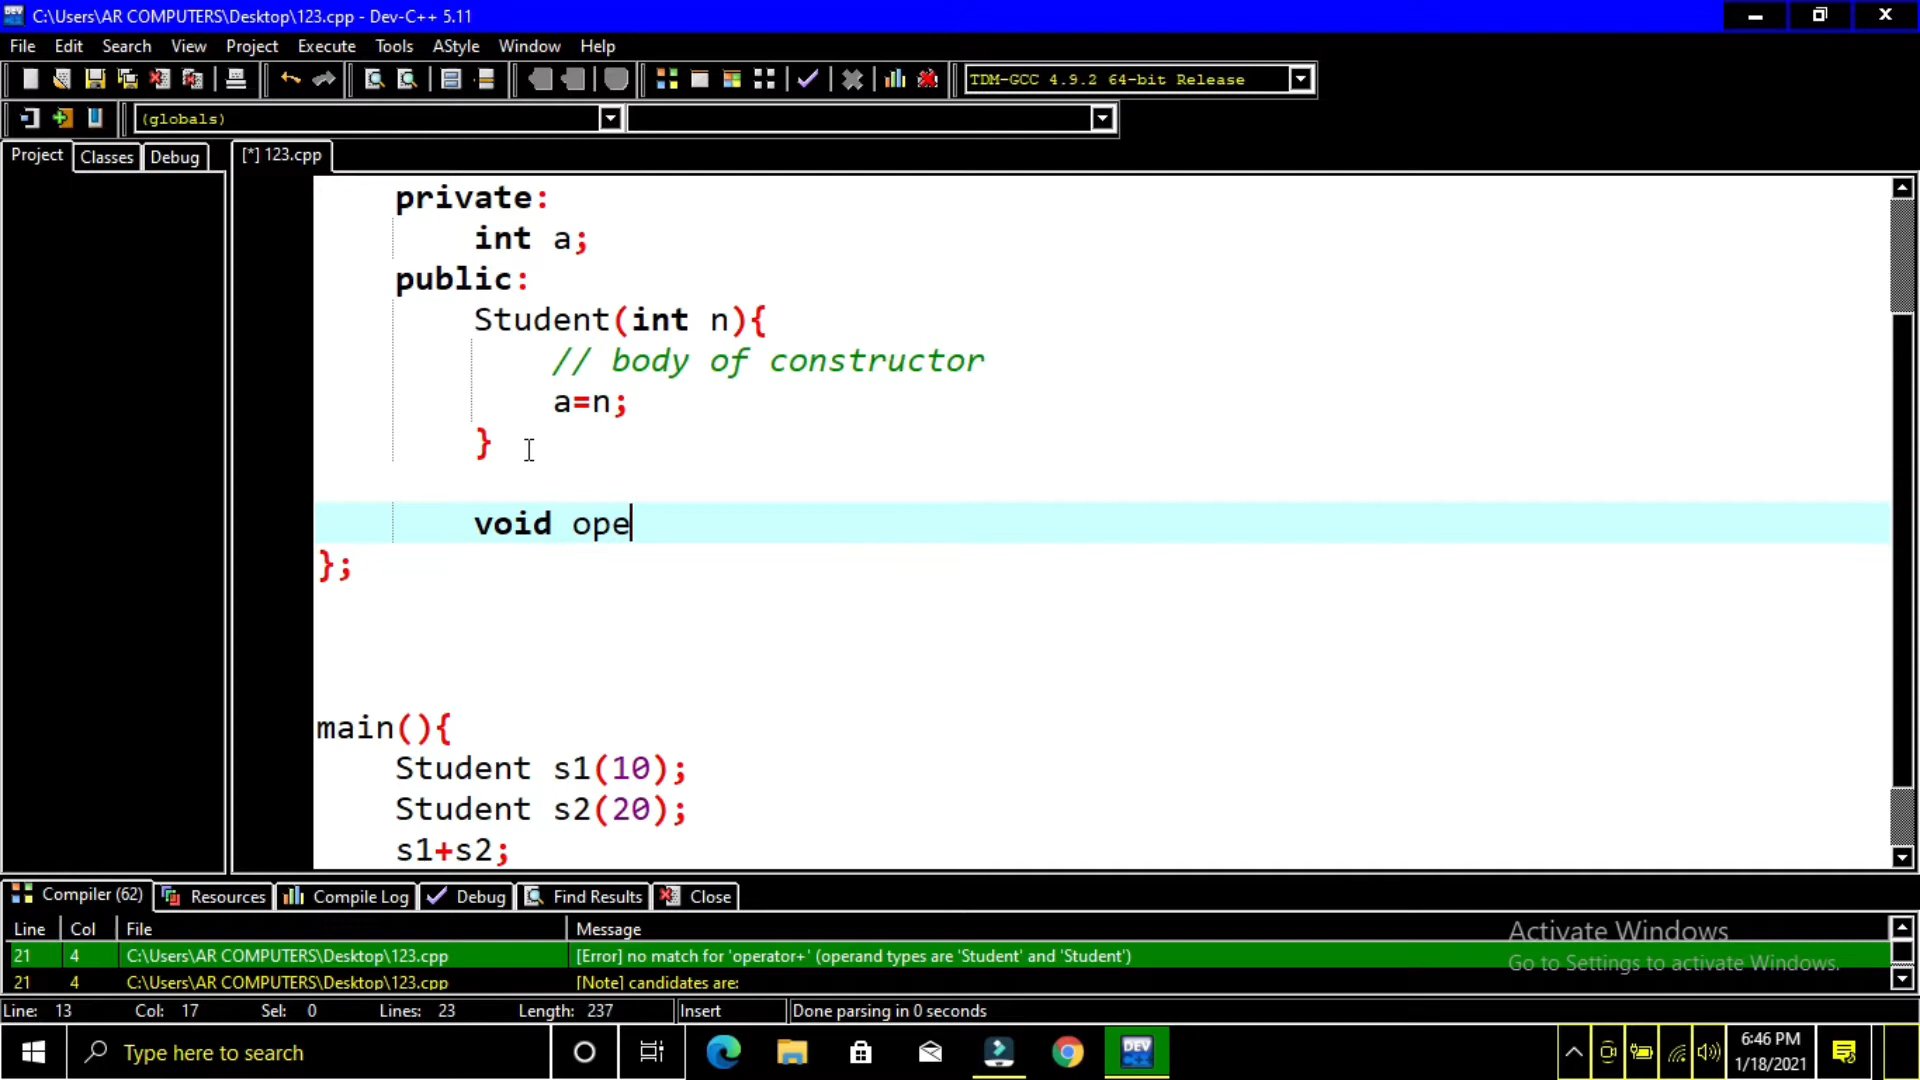 C:\Users\AR COMPUTERS\Desktop\123.cpp - Dev-C++ 5.11
File Edit Search View Project Execute Tools AStyle Window Help
TDM-GCC 4.9.2 64-bit Release
(globals)
Project Classes Debug [*] 123.cpp
private:
int a;
public:
Student(int n){
// body of constructor
a=n;
}
void ope
};
main(){
Student s1(10);
Student s2(20);
s1+s2;
Compiler (62) Resources Compile Log Debug Find Results Close
Line Col File Message
21 4 C:\Users\AR COMPUTERS\Desktop\123.cpp [Error] no match for 'operator+' (operand types are 'Student' and 'Student')
21 4 C:\Users\AR COMPUTERS\Desktop\123.cpp [Note] candidates are:
Activate Windows
Go to Settings to activate Windows.
Line: 13 Col: 17 Sel: 0 Lines: 23 Length: 237 Insert Done parsing in 0 seconds
Type here to search
DEV
6:46 PM
1/18/2021